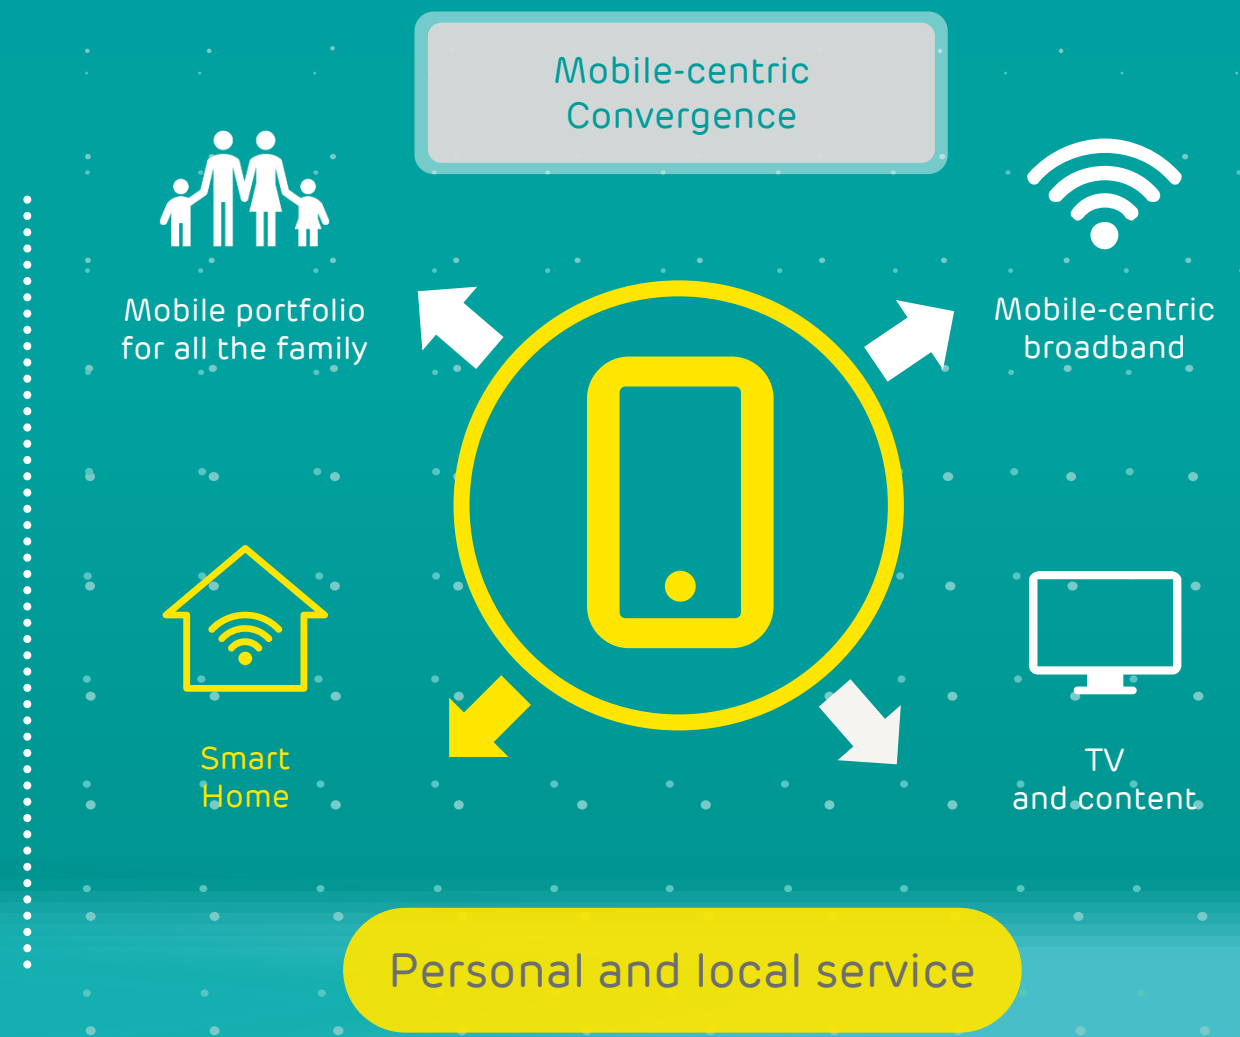 Mobile-centric
Convergence
Mobile portfolio
for all the family
Mobile-centric
broadband
Smart
Home
TV
and content
Personal and local service